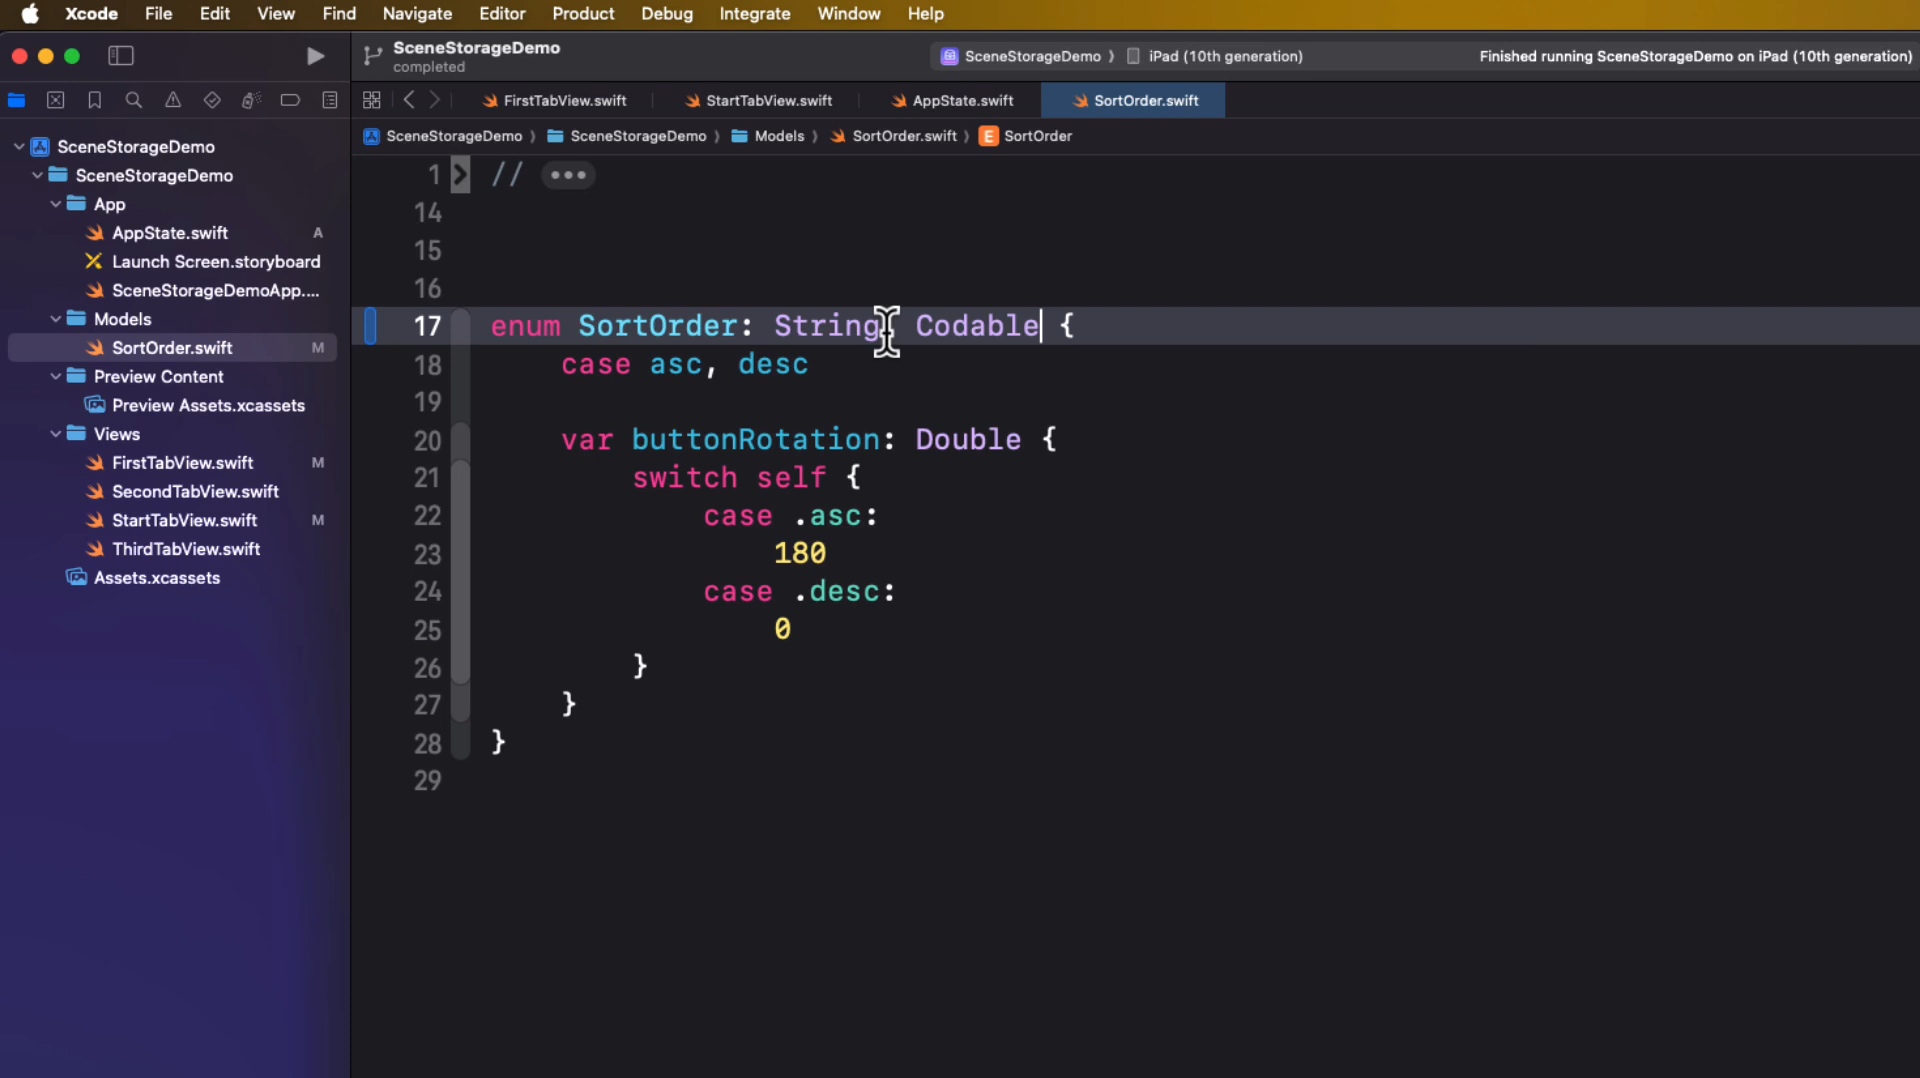 Xcode File Edit View Find Navigate Editor Product Debug Integrate Window Help
SceneStorageDemo
completed
SceneStorageDemo 〉 iPad (10th generation)
Finished running SceneStorageDemo on iPad (10th generation)
FirstTabView.swift StartTabView.swift AppState.swift SortOrder.swift
SceneStorageDemo 〉 SceneStorageDemo 〉 Models 〉 SortOrder.swift 〉 E SortOrder
SceneStorageDemo
SceneStorageDemo
App
AppState.swift A
Launch Screen.storyboard
SceneStorageDemoApp....
Models
SortOrder.swift M
Preview Content
Preview Assets.xcassets
Views
FirstTabView.swift M
SecondTabView.swift
StartTabView.swift M
ThirdTabView.swift
Assets.xcassets
1 // •••
14
15
16
17 enum SortOrder: String Codable {
18 case asc, desc
19
20 var buttonRotation: Double {
21 switch self {
22 case .asc:
23 180
24 case .desc:
25 0
26 }
27 }
28 }
29